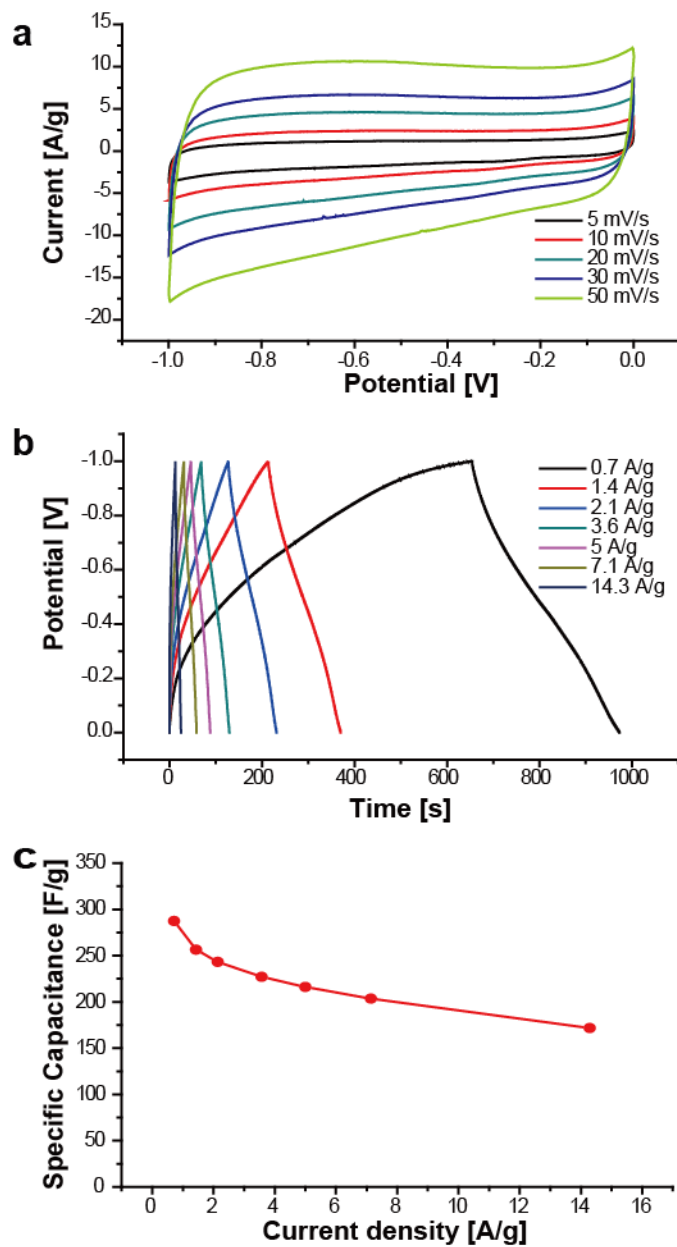 a
15
10
5
0
-5
-10
-15
-20
Current [A/g]
5 mV/s
10 mV/s
20 mV/s
30 mV/s
50 mV/s
-1.0 -0.8 -0.6 -0.4 -0.2 0.0
Potential [V]
b
-1.0
-0.8
-0.6
-0.4
-0.2
0.0
Potential [V]
0.7 A/g
1.4 A/g
2.1 A/g
3.6 A/g
5 A/g
7.1 A/g
14.3 A/g
0 200 400 600 800 1000
Time [s]
c
350
300
250
200
150
100
50
0
Specific Capacitance [F/g]
0 2 4 6 8 10 12 14 16
Current density [A/g]